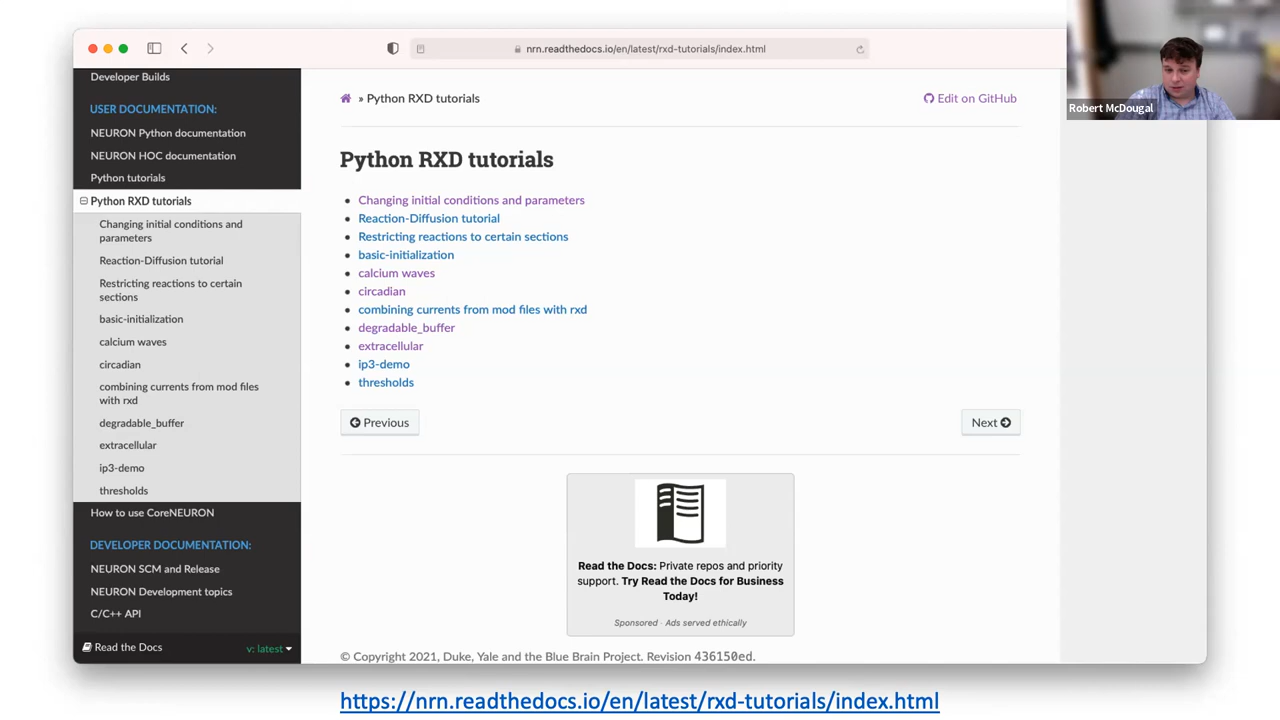 nrn.readthedocs.io/en/latest/rxd-tutorials/index.html
Robert McDougal
Developer Builds
USER DOCUMENTATION:
NEURON Python documentation
NEURON HOC documentation
Python tutorials
Python RXD tutorials
Changing initial conditions and
parameters
Reaction-Diffusion tutorial
Restricting reactions to certain
sections
basic-initialization
calcium waves
circadian
combining currents from mod files
with rxd
degradable_buffer
extracellular
ip3-demo
thresholds
How to use CoreNEURON
DEVELOPER DOCUMENTATION:
NEURON SCM and Release
NEURON Development topics
C/C++ API
Read the Docs
v: latest
» Python RXD tutorials
Edit on GitHub
Python RXD tutorials
Changing initial conditions and parameters
Reaction-Diffusion tutorial
Restricting reactions to certain sections
basic-initialization
calcium waves
circadian
combining currents from mod files with rxd
degradable_buffer
extracellular
ip3-demo
thresholds
Previous
Next
Read the Docs: Private repos and priority
support. Try Read the Docs for Business
Today!
Sponsored · Ads served ethically
© Copyright 2021, Duke, Yale and the Blue Brain Project. Revision 436150ed.
https://nrn.readthedocs.io/en/latest/rxd-tutorials/index.html